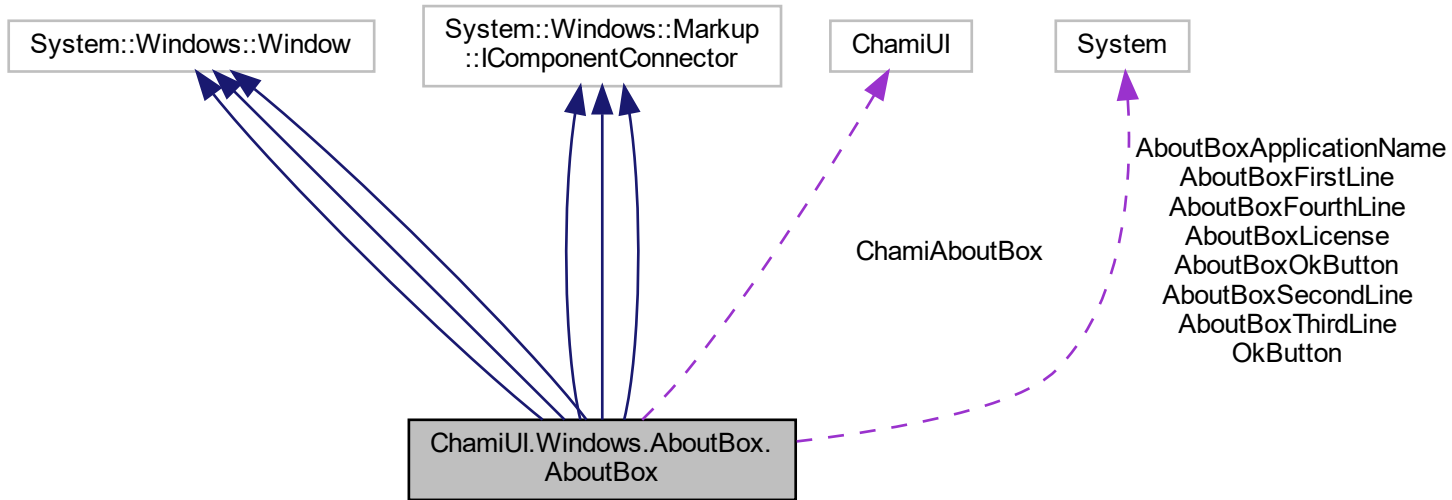 System::Windows::Window
System::Windows::Markup
::IComponentConnector
ChamiUI
System
ChamiAboutBox
AboutBoxApplicationName
AboutBoxFirstLine
AboutBoxFourthLine
AboutBoxLicense
AboutBoxOkButton
AboutBoxSecondLine
AboutBoxThirdLine
OkButton
ChamiUI.Windows.AboutBox.
AboutBox